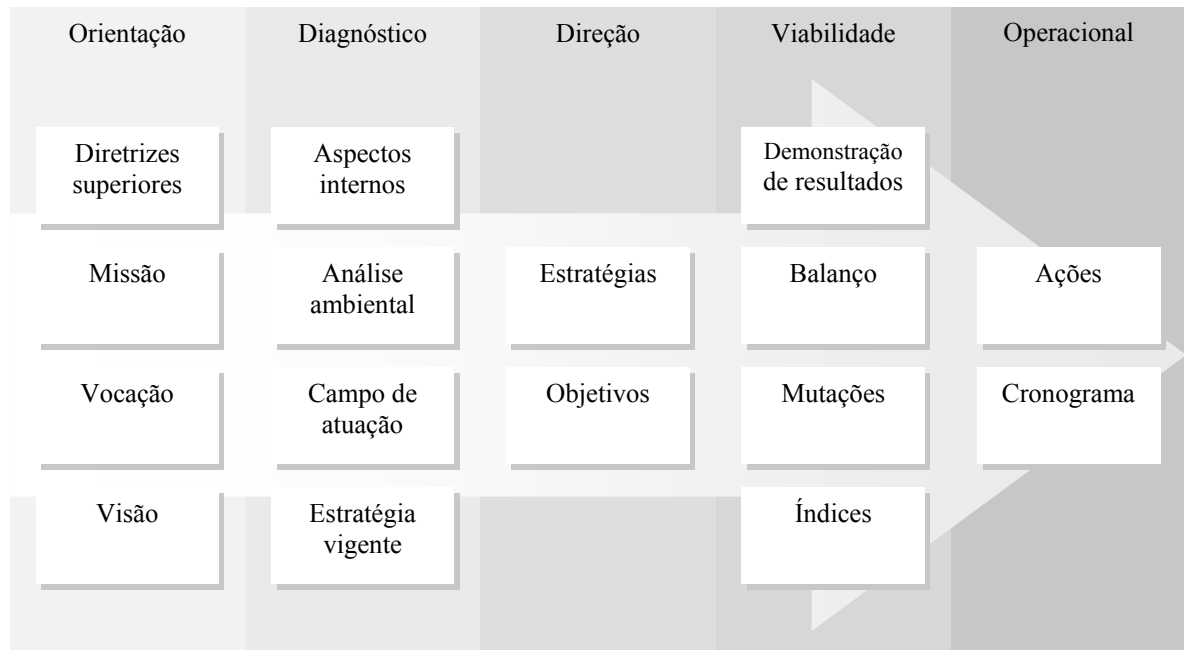 Orientação
Diagnóstico
Direção
Viabilidade
Operacional
Diretrizes
superiores
Aspectos
internos
Demonstração
de resultados
Missão
Análise
ambiental
Estratégias
Balanço
Ações
Vocação
Campo de
atuação
Objetivos
Mutações
Cronograma
Visão
Estratégia
vigente
Índices